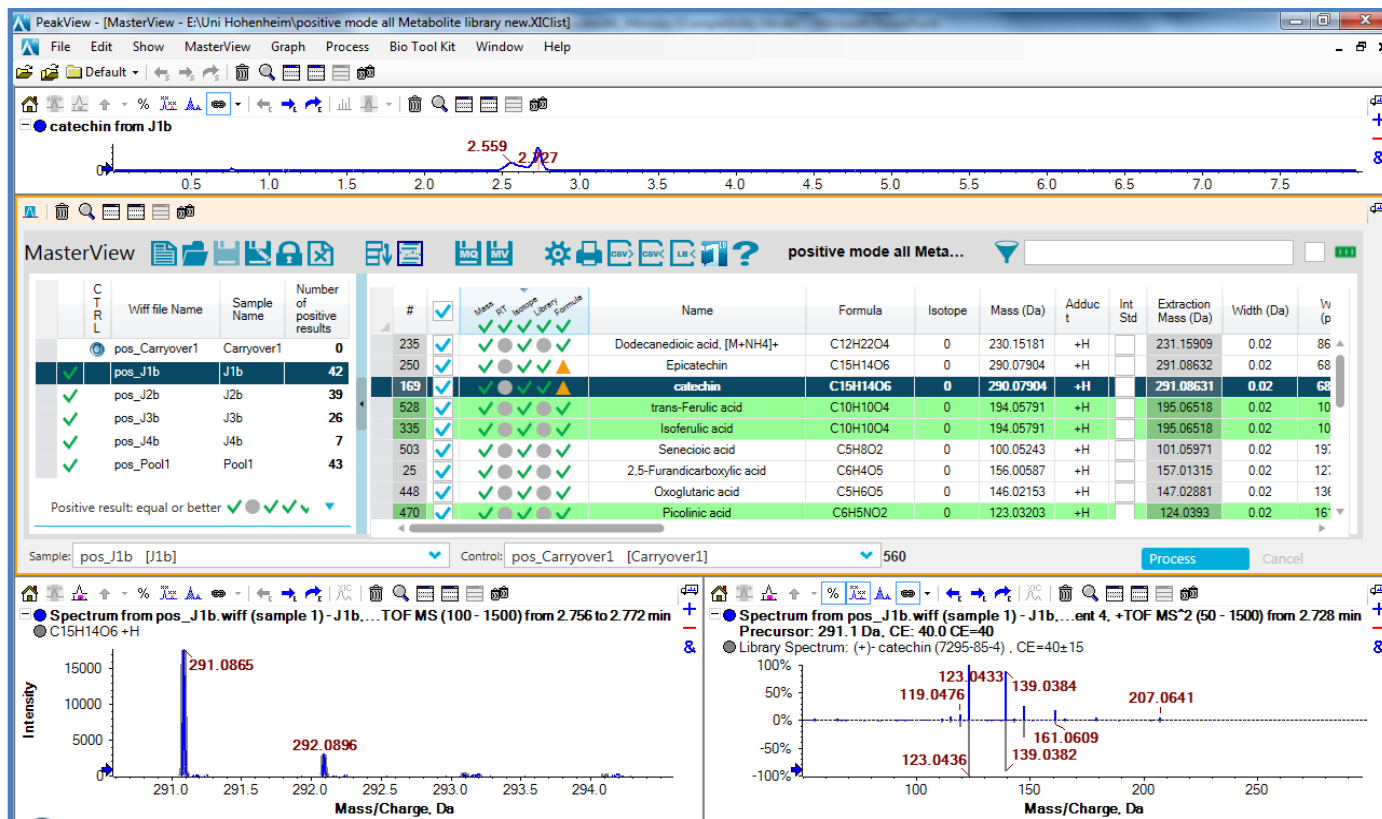 PeakView - [MasterView - E:\Uni Hohenheim\positive mode all Metabolite library new.XIClist]
File Edit Show MasterView Graph Process Bio Tool Kit Window Help
Default
catechin from J1b
2.559
2.727
0
0.5 1.0 1.5 2.0 2.5 3.0 3.5 4.0 4.5 5.0 5.5 6.0 6.5 7.0 7.5
MasterView
MQ MV CSV> CSV< LB< ?
positive mode all Meta...
CTRL Wiff file Name Sample Name Number of positive results
pos_Carryover1 Carryover1 0
pos_J1b J1b 42
pos_J2b J2b 39
pos_J3b J3b 26
pos_J4b J4b 7
pos_Pool1 Pool1 43
Positive result: equal or better
# Mass RT Isotope Library Formula Name Formula Isotope Mass (Da) Adduct Int Std Extraction Mass (Da) Width (Da) W (p
235 Dodecanedioic acid, [M+NH4]+ C12H22O4 0 230.15181 +H 231.15909 0.02 86
250 Epicatechin C15H14O6 0 290.07904 +H 291.08632 0.02 68
169 catechin C15H14O6 0 290.07904 +H 291.08631 0.02 68
528 trans-Ferulic acid C10H10O4 0 194.05791 +H 195.06518 0.02 10
335 Isoferulic acid C10H10O4 0 194.05791 +H 195.06518 0.02 10
503 Senecioic acid C5H8O2 0 100.05243 +H 101.05971 0.02 197
25 2,5-Furandicarboxylic acid C6H4O5 0 156.00587 +H 157.01315 0.02 127
448 Oxoglutaric acid C5H6O5 0 146.02153 +H 147.02881 0.02 136
470 Picolinic acid C6H5NO2 0 123.03203 +H 124.0393 0.02 161
Sample: pos_J1b [J1b] Control: pos_Carryover1 [Carryover1] 560 Process Cancel
Spectrum from pos_J1b.wiff (sample 1) - J1b,...TOF MS (100 - 1500) from 2.756 to 2.772 min
C15H14O6 +H
Intensity
15000
10000
5000
0
291.0865
292.0896
291.0 291.5 292.0 292.5 293.0 293.5 294.0
Mass/Charge, Da
XIC
Spectrum from pos_J1b.wiff (sample 1) - J1b,...ent 4, +TOF MS^2 (50 - 1500) from 2.728 min
Precursor: 291.1 Da, CE: 40.0 CE=40
Library Spectrum: (+)- catechin (7295-85-4) , CE=40±15
100%
50%
0%
-50%
-100%
123.0433
139.0384
119.0476
207.0641
161.0609
123.0436
139.0382
100 150 200 250
Mass/Charge, Da